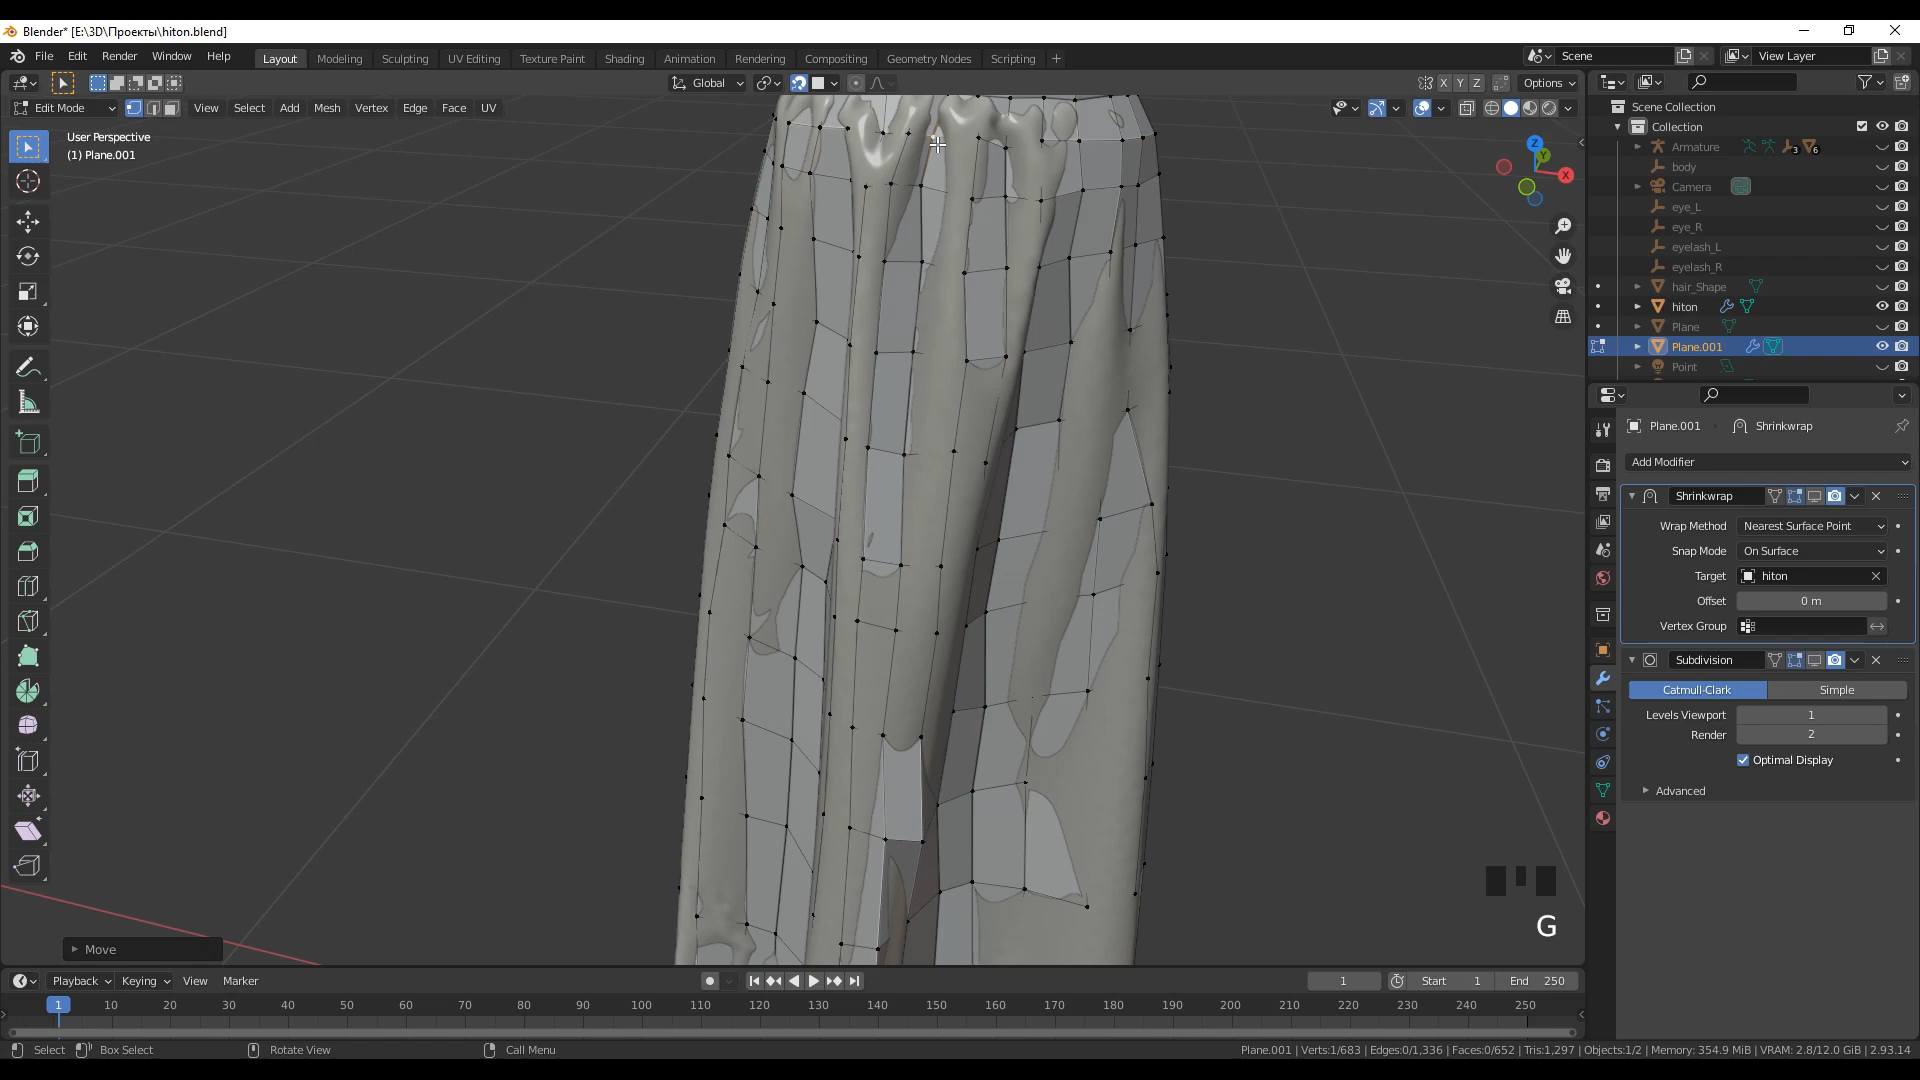 Blender* [E:\3D\Проекты\hiton.blend]
File Edit Render Window Help
Layout Modeling Sculpting UV Editing Texture Paint Shading Animation Rendering Compositing Geometry Nodes Scripting
Scene
View Layer
Global
X Y Z
Options
Edit Mode
View Select Add Mesh Vertex Edge Face UV
User Perspective
(1) Plane.001
Z
Y
X
Scene Collection
Collection
Armature 3 6
body
Camera
eye_L
eye_R
eyelash_L
eyelash_R
hair_Shape
hiton
Plane
Plane.001
Point
Plane.001 Shrinkwrap
Add Modifier
Shrinkwrap
Wrap Method Nearest Surface Point
Snap Mode On Surface
Target hiton
Offset 0 m
Vertex Group
Subdivision
Catmull-Clark Simple
Levels Viewport 1
Render 2
Optimal Display
Advanced
G
Move
Playback Keying View Marker
1 Start 1 End 250
1 10 20 30 40 50 60 70 80 90 100 110 120 130 140 150 160 170 180 190 200 210 220 230 240 250
Select Box Select Rotate View Call Menu
Plane.001 | Verts:1/683 | Edges:0/1,336 | Faces:0/652 | Tris:1,297 | Objects:1/2 | Memory: 354.9 MiB | VRAM: 2.8/12.0 GiB | 2.93.14